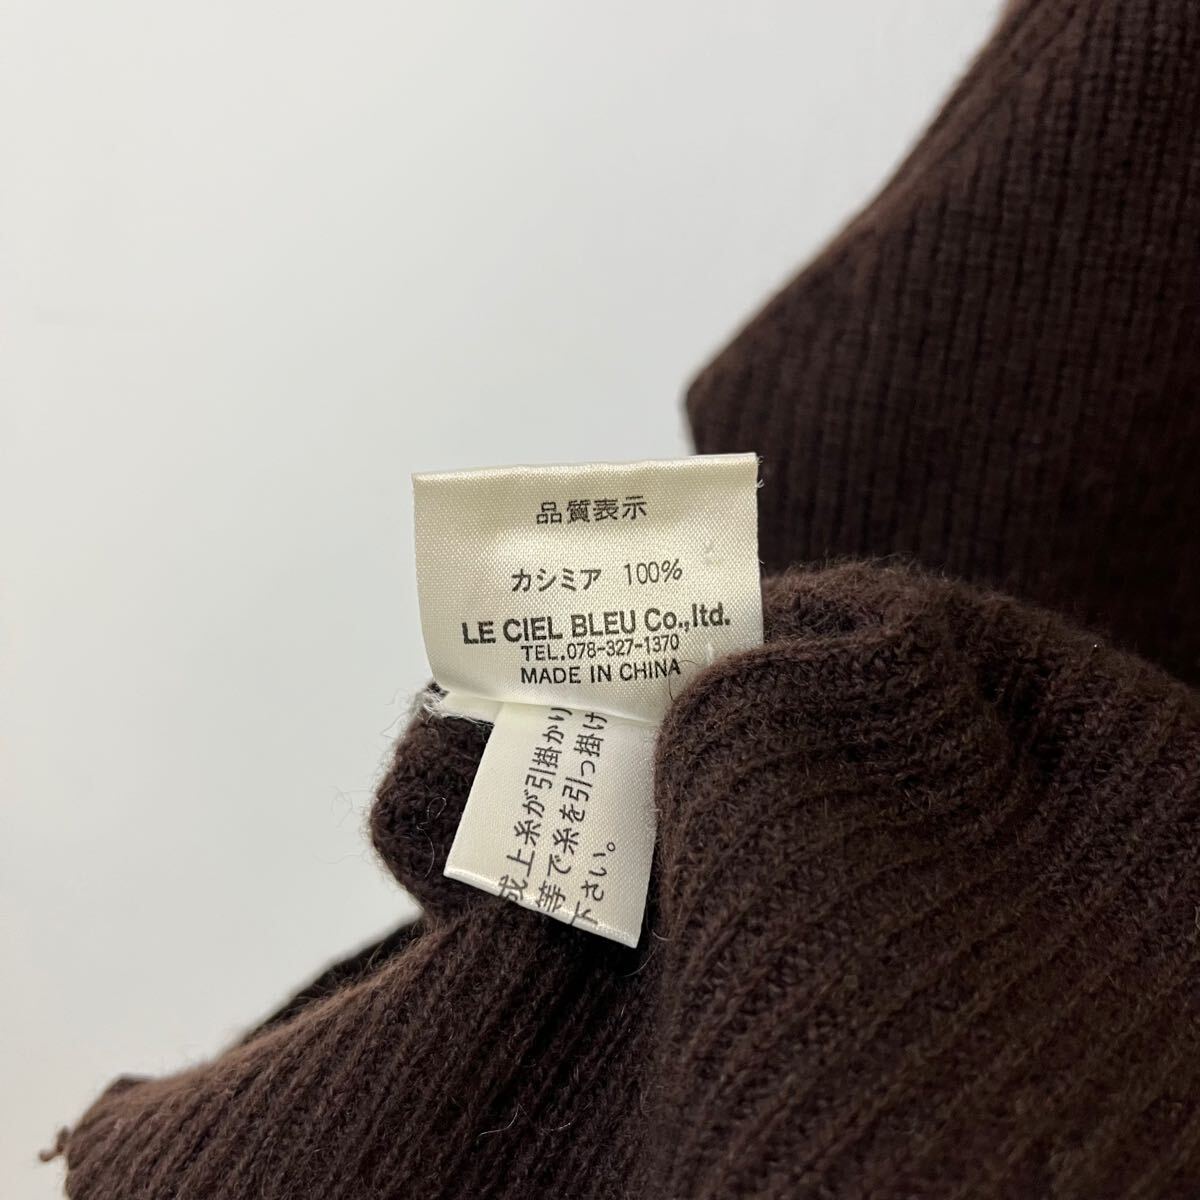 品質表示
カシミア 100%
LE CIEL BLEU Co.,ltd.
TEL.078-327-1370
MADE IN CHINA
成上糸が引掛かり
等で糸を引っ掛け
下さい。